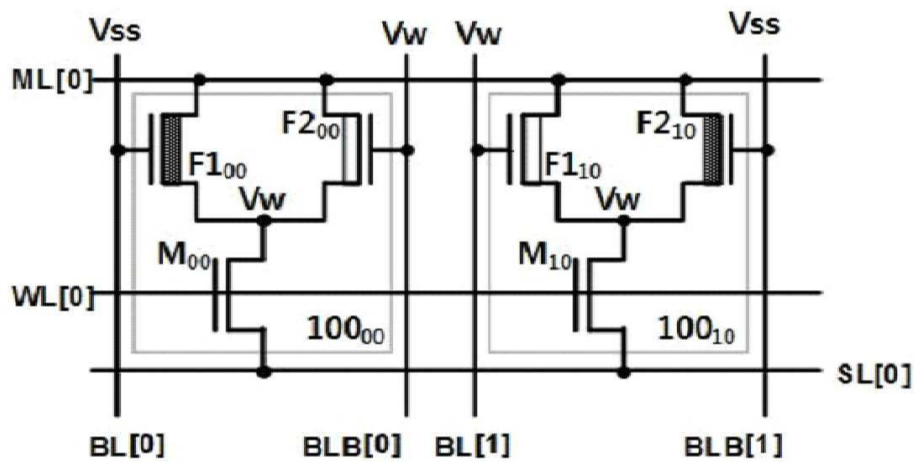 Vss Vw Vw Vss
ML[0]
F1₀₀ F2₀₀ F1₁₀ F2₁₀
Vw Vw
M₀₀ M₁₀
WL[0]
100₀₀ 100₁₀
SL[0]
BL[0] BLB[0] BL[1] BLB[1]